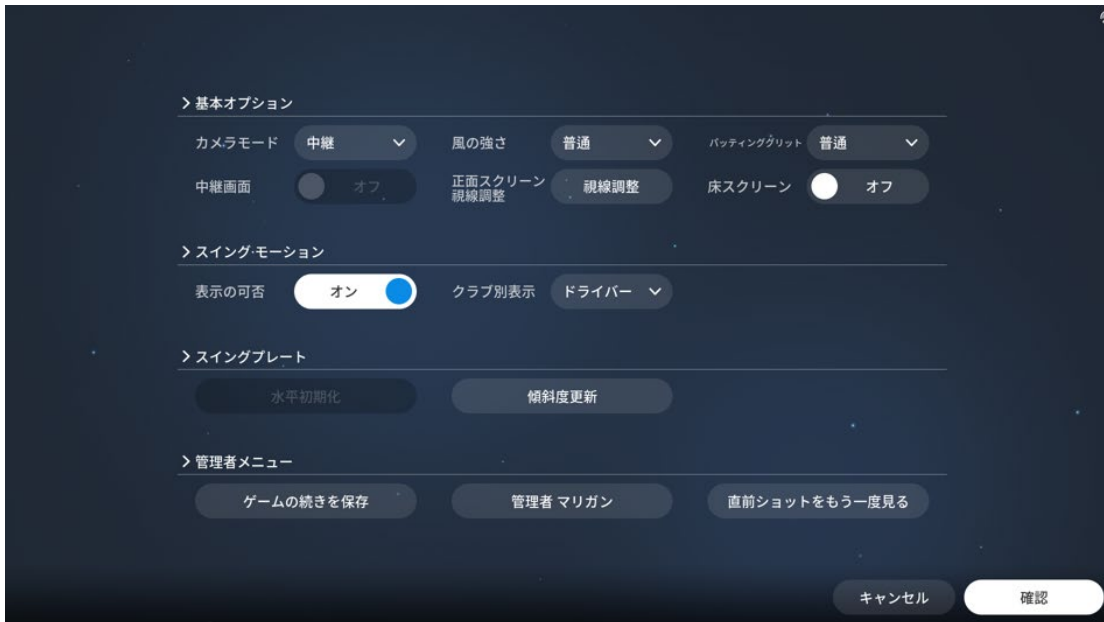 基本オプション
カメラモード 中継 風の強さ 普通 パッティンググリット 普通
中継画面 オフ 正面スクリーン
視線調整 視線調整 床スクリーン オフ
スイング・モーション
表示の可否 オン クラブ別表示 ドライバー
スイングプレート
水平初期化 傾斜度更新
管理者メニュー
ゲームの続きを保存 管理者 マリガン 直前ショットをもう一度見る
キャンセル 確認